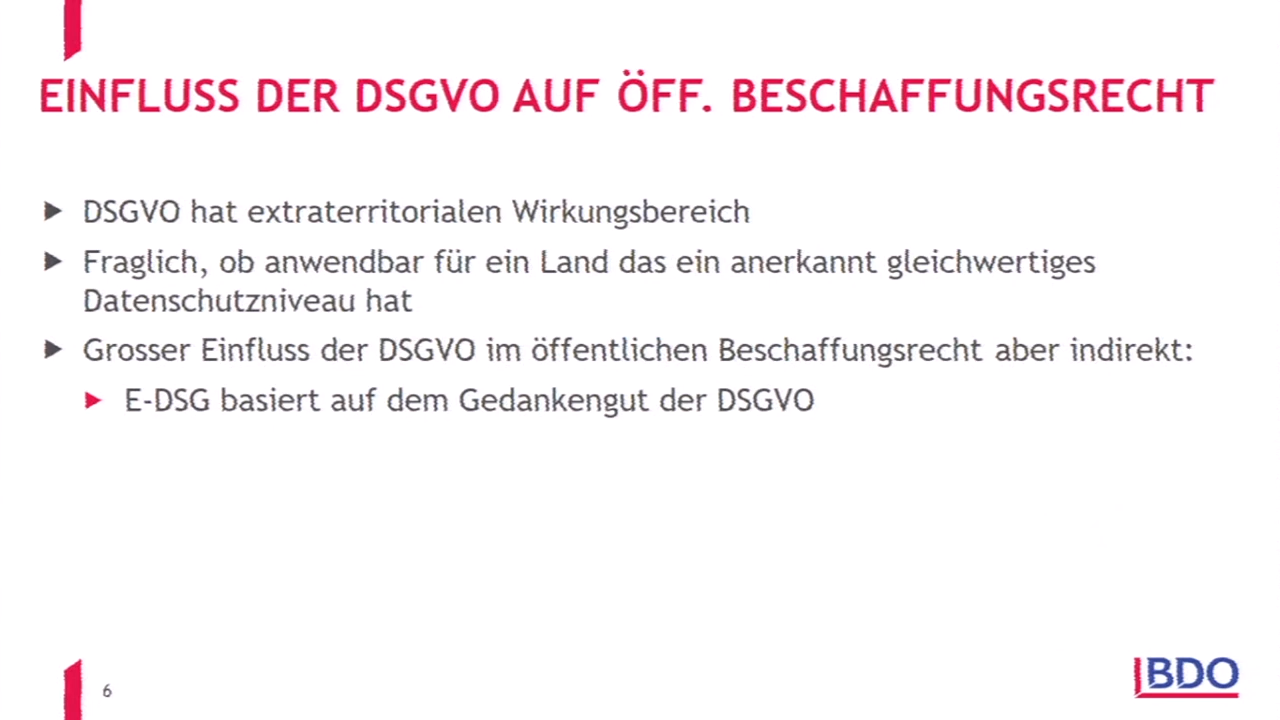 EINFLUSS DER DSGVO AUF ÖFF. BESCHAFFUNGSRECHT
DSGVO hat extraterritorialen Wirkungsbereich
Fraglich, ob anwendbar für ein Land das ein anerkannt gleichwertiges
Datenschutzniveau hat
Grosser Einfluss der DSGVO im öffentlichen Beschaffungsrecht aber indirekt:
E-DSG basiert auf dem Gedankengut der DSGVO
6
BDO